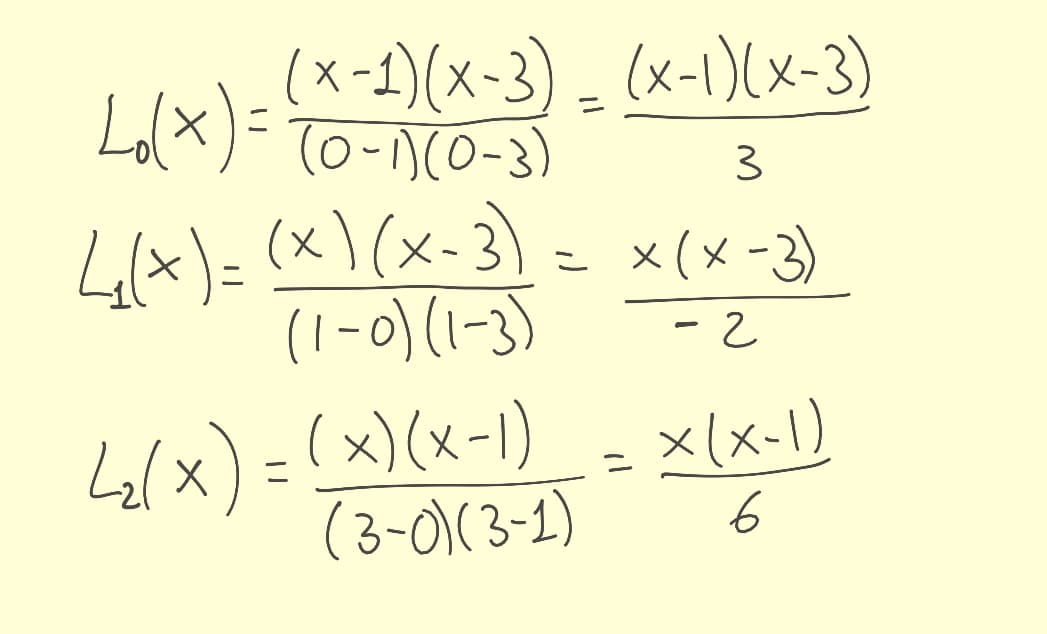 L₀(x) = (x-1)(x-3) / (0-1)(0-3) = (x-1)(x-3) / 3
L₁(x) = (x)(x-3) / (1-0)(1-3) = x(x-3) / -2
L₂(x) = (x)(x-1) / (3-0)(3-1) = x(x-1) / 6